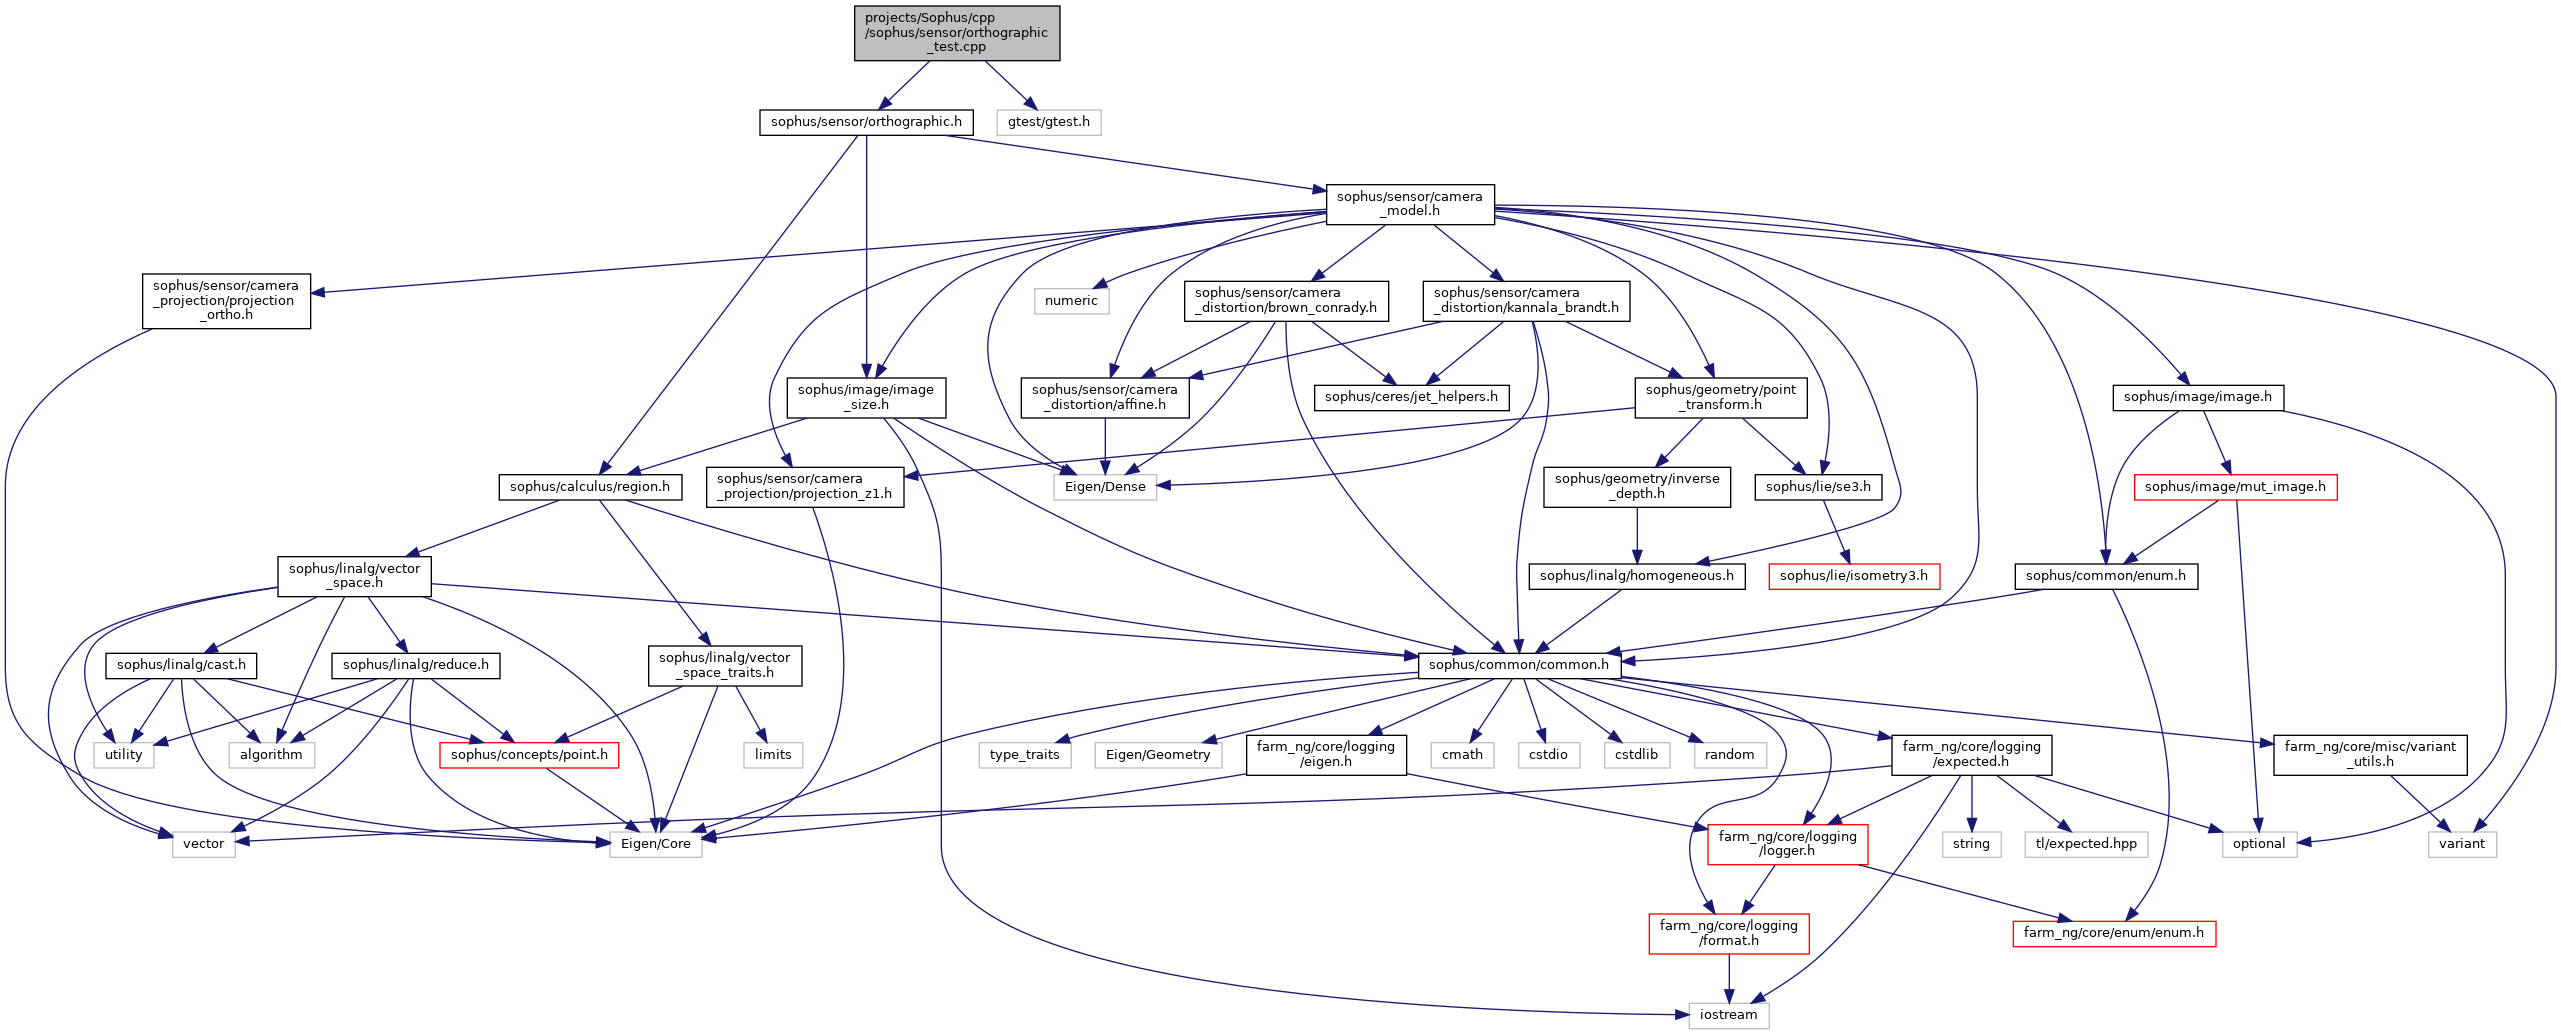 projects/Sophus/cpp
/sophus/sensor/orthographic
_test.cpp
sophus/sensor/orthographic.h
gtest/gtest.h
sophus/sensor/camera
_model.h
sophus/sensor/camera
_projection/projection
_ortho.h
numeric
sophus/sensor/camera
_distortion/brown_conrady.h
sophus/sensor/camera
_distortion/kannala_brandt.h
sophus/image/image
_size.h
sophus/sensor/camera
_distortion/affine.h
sophus/ceres/jet_helpers.h
sophus/geometry/point
_transform.h
sophus/image/image.h
sophus/calculus/region.h
sophus/sensor/camera
_projection/projection_z1.h
Eigen/Dense
sophus/geometry/inverse
_depth.h
sophus/lie/se3.h
sophus/image/mut_image.h
sophus/linalg/vector
_space.h
sophus/linalg/homogeneous.h
sophus/lie/isometry3.h
sophus/common/enum.h
sophus/linalg/cast.h
sophus/linalg/reduce.h
sophus/linalg/vector
_space_traits.h
sophus/common/common.h
utility
algorithm
sophus/concepts/point.h
limits
type_traits
Eigen/Geometry
farm_ng/core/logging
/eigen.h
cmath
cstdio
cstdlib
random
farm_ng/core/logging
/expected.h
farm_ng/core/misc/variant
_utils.h
vector
Eigen/Core
farm_ng/core/logging
/logger.h
string
tl/expected.hpp
optional
variant
farm_ng/core/logging
/format.h
farm_ng/core/enum/enum.h
iostream